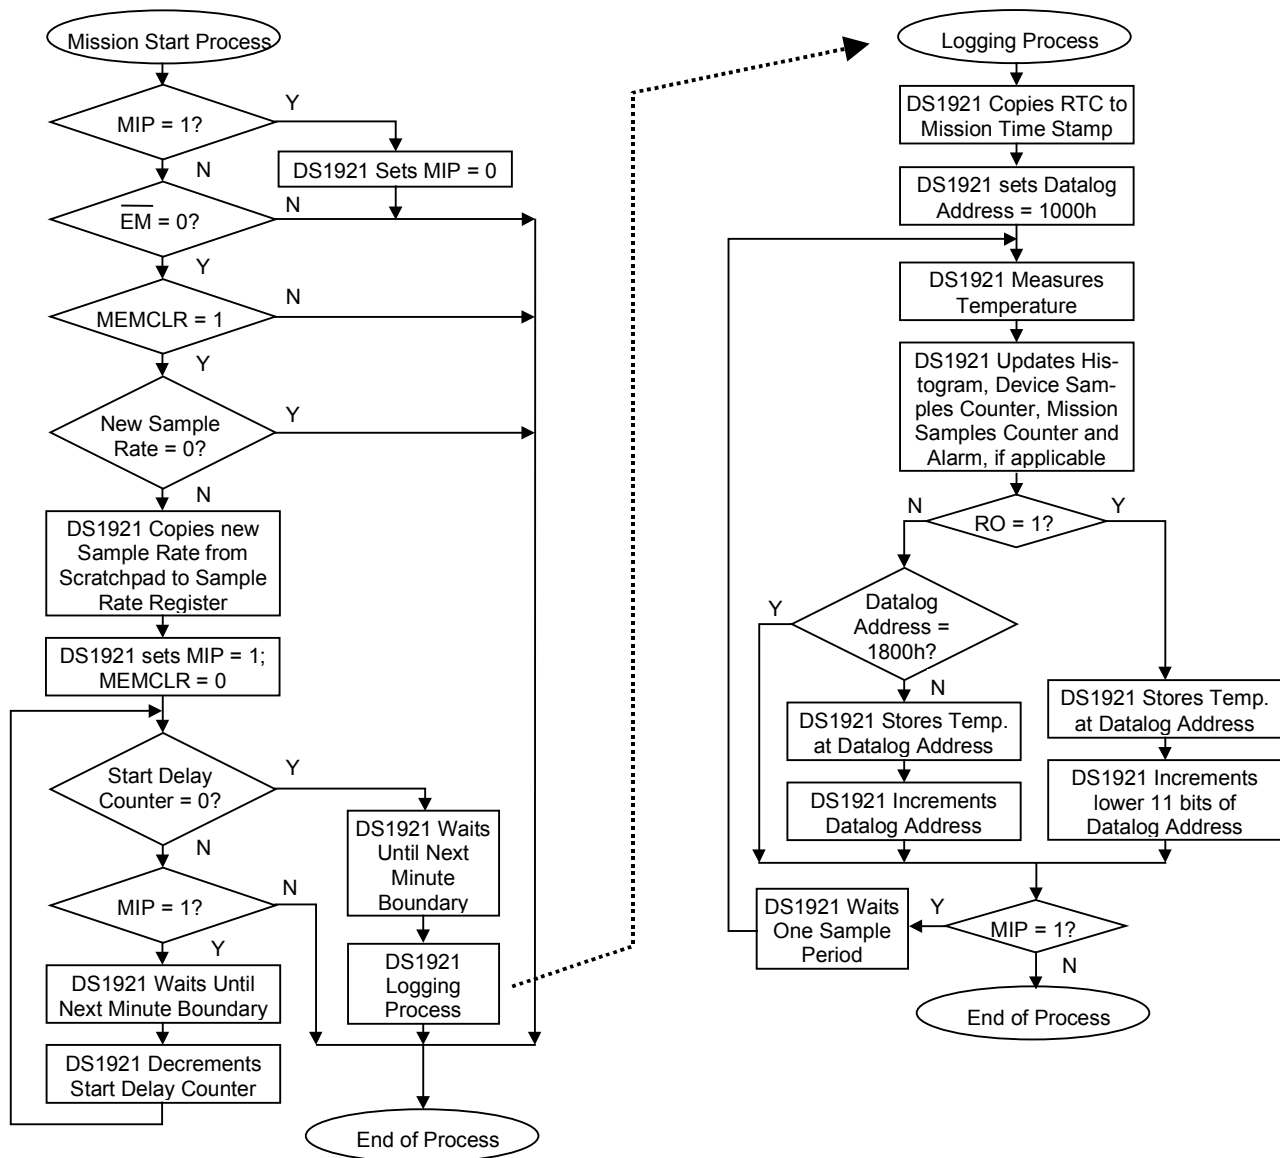 Mission Start Process
MIP = 1?
Y
N
DS1921 Sets MIP = 0
EM = 0?
N
Y
MEMCLR = 1
N
Y
New Sample
Rate = 0?
Y
N
DS1921 Copies new
Sample Rate from
Scratchpad to Sample
Rate Register
DS1921 sets MIP = 1;
MEMCLR = 0
Start Delay
Counter = 0?
Y
N
DS1921 Waits
Until Next
Minute
Boundary
MIP = 1?
N
Y
DS1921 Waits Until
Next Minute Boundary
DS1921
Logging
Process
DS1921 Decrements
Start Delay Counter
End of Process
Logging Process
DS1921 Copies RTC to
Mission Time Stamp
DS1921 sets Datalog
Address = 1000h
DS1921 Measures
Temperature
DS1921 Updates His-
togram, Device Sam-
ples Counter, Mission
Samples Counter and
Alarm, if applicable
N
RO = 1?
Y
Y
Datalog
Address =
1800h?
N
DS1921 Stores Temp.
at Datalog Address
DS1921 Stores Temp.
at Datalog Address
DS1921 Increments
Datalog Address
DS1921 Increments
lower 11 bits of
Datalog Address
DS1921 Waits
One Sample
Period
Y
MIP = 1?
N
End of Process